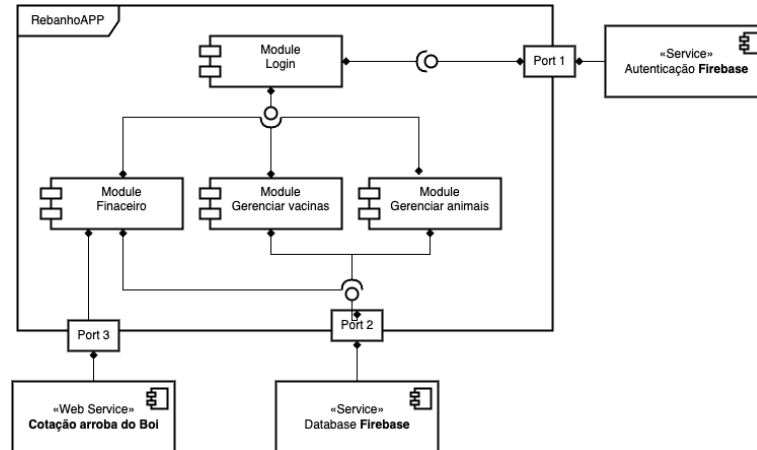 RebanhoAPP
Module
Login
Port 1
«Service»
Autenticação Firebase
Module
Finaceiro
Module
Gerenciar vacinas
Module
Gerenciar animais
Port 3
Port 2
«Web Service»
Cotação arroba do Boi
«Service»
Database Firebase